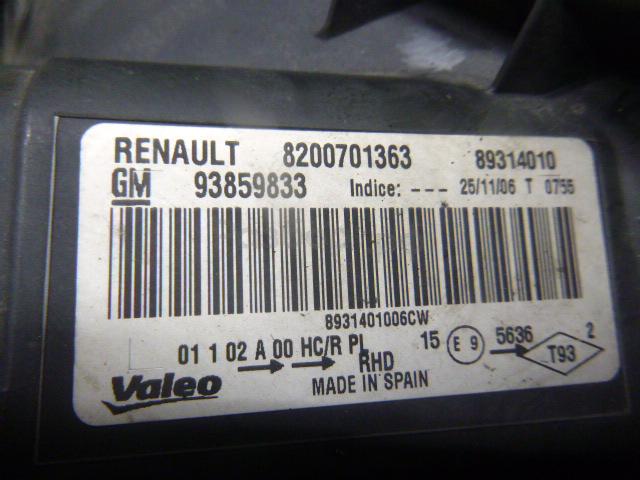 RENAULT 8200701363 89314010
GM 93859833 Indice: --- 25/11/06 T 0756
8931401006CW
01 1 02 A 00 HC/R PL 15 E 9 5636 2
RHD T93
Valeo MADE IN SPAIN